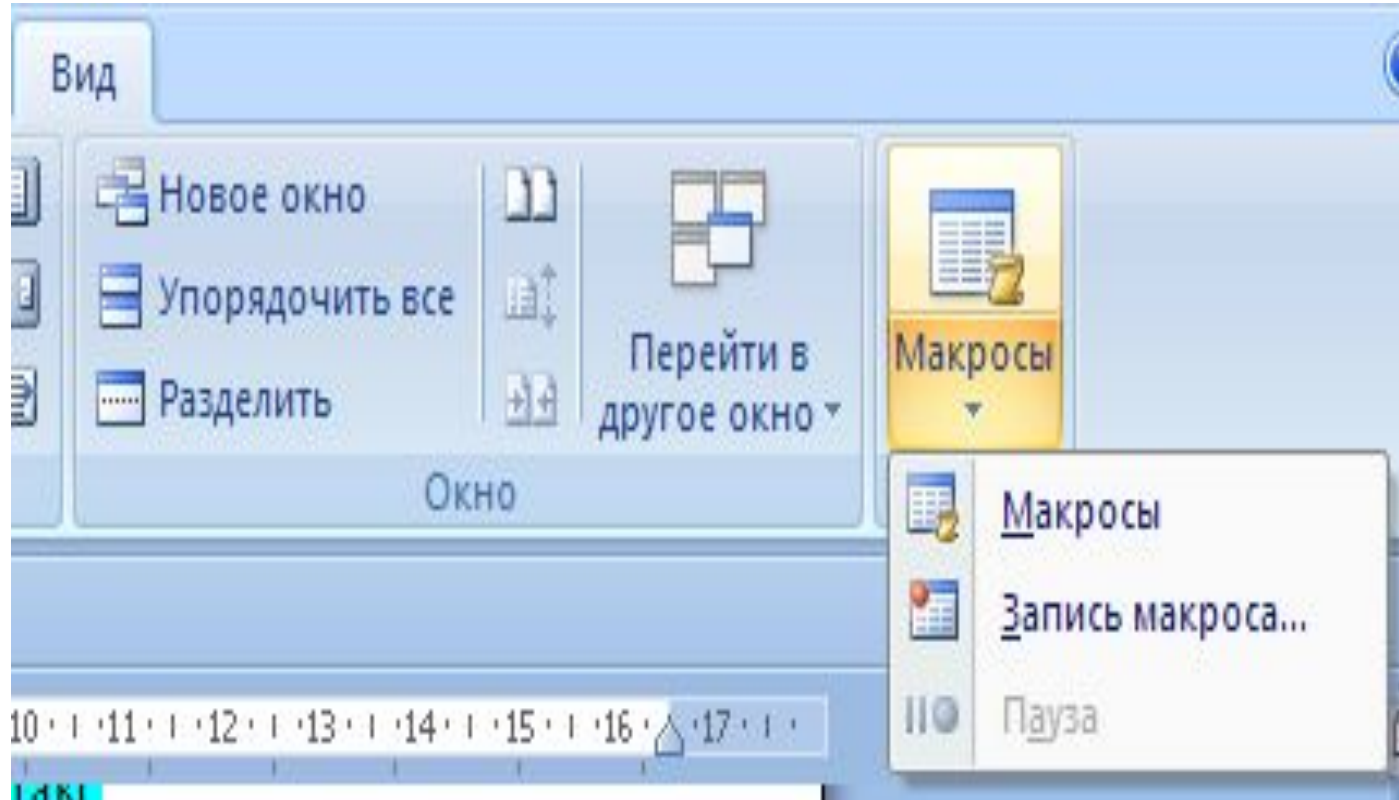 Вид
Новое окно
Упорядочить все
Разделить
Перейти в
другое окно
Окно
Макросы
Макросы
Запись макроса...
Пауза
10 11 12 13 14 15 16 17